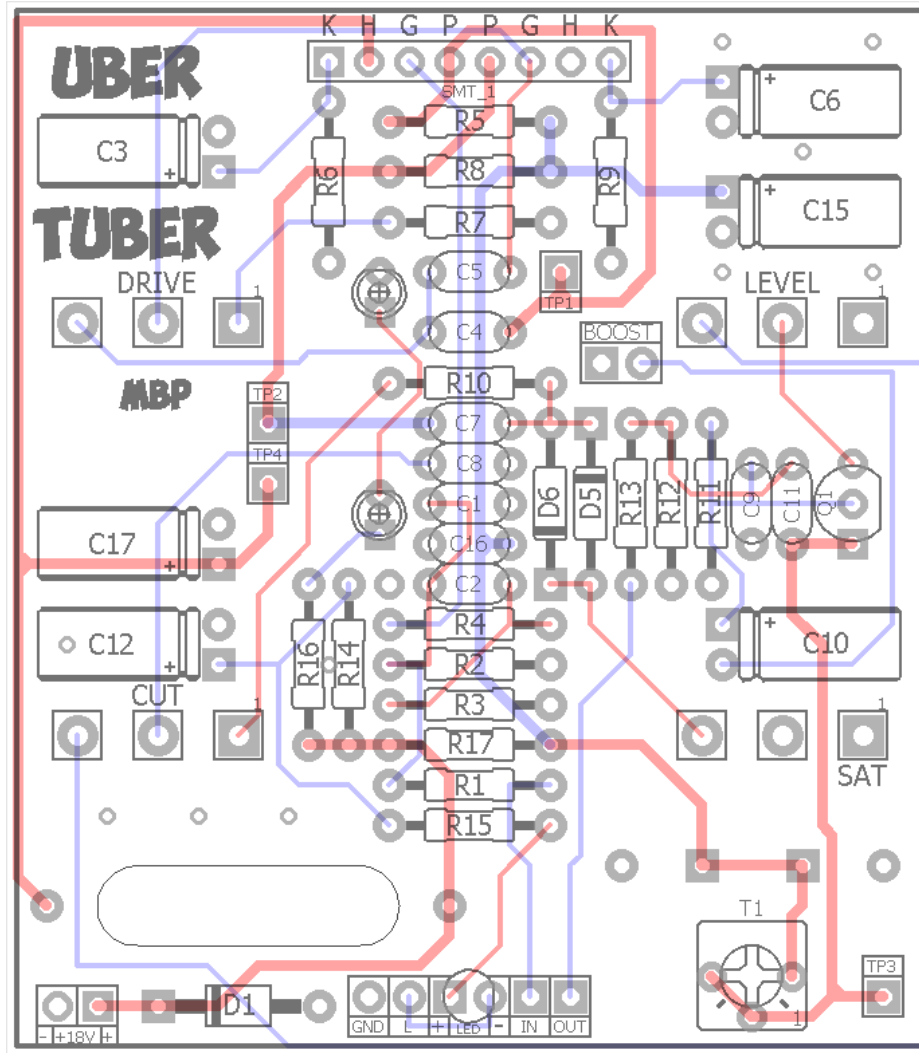 K H G P P G H K
UBER
SMT_1
C3
R5
C6
R6
R8
R9
TUBER
R7
C15
DRIVE
C5
LEVEL
1
TP1
1
C4
BOOST
MBP
R10
TP2
C7
TP4
C8
D6
D5
R13
R12
R11
C9
C11
Q1
C1
C17
C16
C2
C12
R16
R14
R4
C10
R2
CUT
1
R3
1
R17
SAT
R1
R15
T1
TP3
D1
1
- +18V +
GND L + LED - IN OUT